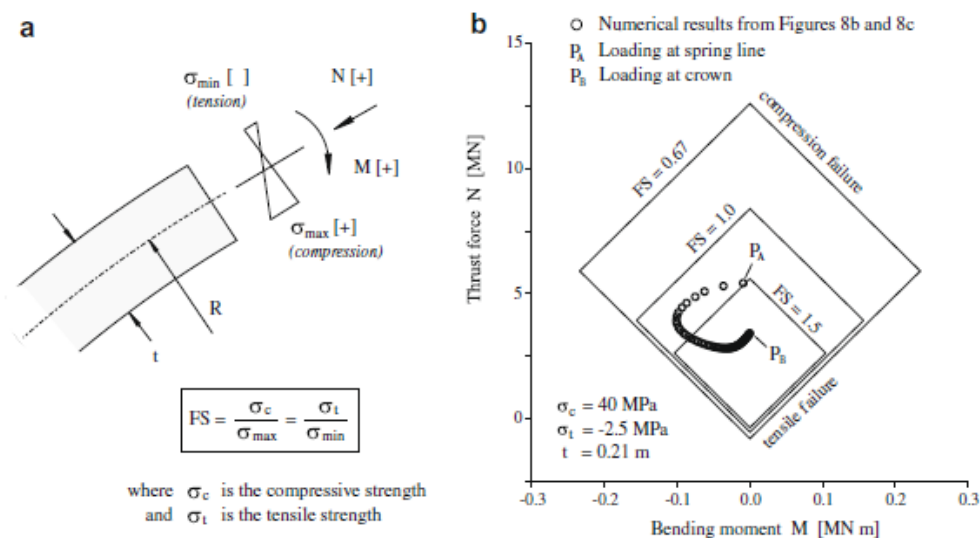 a
σmin [ ]
(tension)
N [+]
M [+]
σmax [+]
(compression)
R
t
FS = σc / σmax = σt / σmin
where σc is the compressive strength
and σt is the tensile strength
b
o Numerical results from Figures 8b and 8c
PA Loading at spring line
PB Loading at crown
15
10
5
0
Thrust force N [MN]
compression failure
FS = 0.67
FS = 1.0
PA
FS = 1.5
PB
tensile failure
σc = 40 MPa
σt = -2.5 MPa
t = 0.21 m
-0.3 -0.2 -0.1 0.0 0.1 0.2 0.3
Bending moment M [MN m]